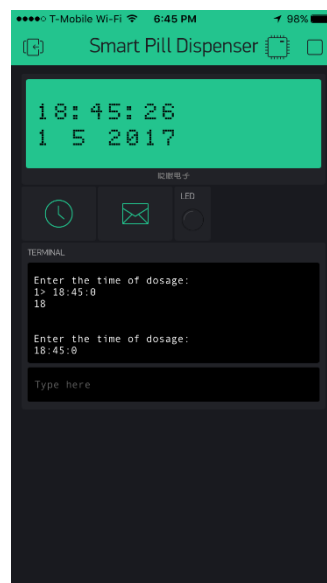 T-Mobile Wi-Fi 6:45 PM 98%
Smart Pill Dispenser
18:45:26
1 5 2017
LED
TERMINAL
Enter the time of dosage:
1> 18:45:0
18
Enter the time of dosage:
18:45:0
Type here